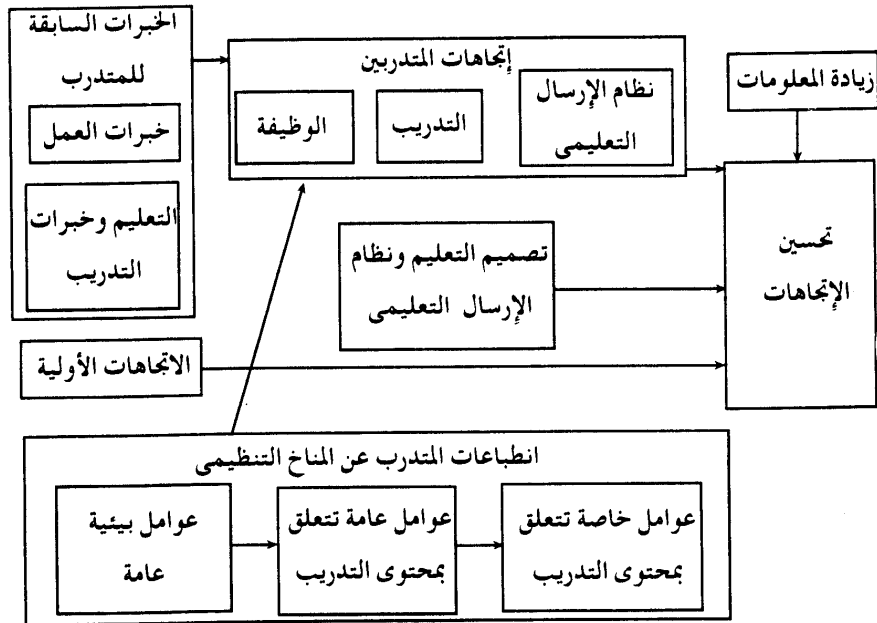 الخبرات السابقة
للمتدرب
خبرات العمل
التعليم وخبرات
التدريب
إتجاهات المتدربين
نظام الإرسال
التعليمى
التدريب
الوظيفة
زيادة المعلومات
تحسين
الإتجاهات
تصميم التعليم ونظام
الإرسال التعليمى
الاتجاهات الأولية
انطباعات المتدرب عن المناخ التنظيمى
عوامل خاصة تتعلق
بمحتوى التدريب
عوامل عامة تتعلق
بمحتوى التدريب
عوامل بيئية
عامة